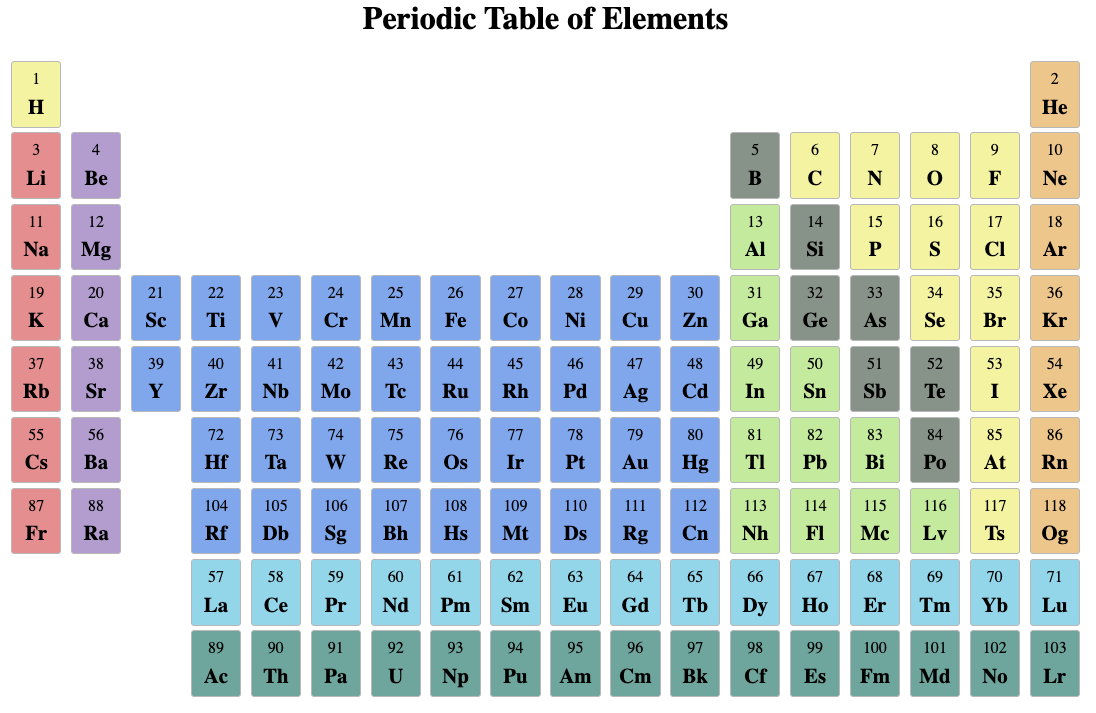 Periodic Table of Elements
1 2
H He
3 4 5 6 7 8 9 10
Li Be B C N O F Ne
11 12 13 14 15 16 17 18
Na Mg Al Si P S Cl Ar
19 20 21 22 23 24 25 26 27 28 29 30 31 32 33 34 35 36
K Ca Sc Ti V Cr Mn Fe Co Ni Cu Zn Ga Ge As Se Br Kr
37 38 39 40 41 42 43 44 45 46 47 48 49 50 51 52 53 54
Rb Sr Y Zr Nb Mo Tc Ru Rh Pd Ag Cd In Sn Sb Te I Xe
55 56 72 73 74 75 76 77 78 79 80 81 82 83 84 85 86
Cs Ba Hf Ta W Re Os Ir Pt Au Hg Tl Pb Bi Po At Rn
87 88 104 105 106 107 108 109 110 111 112 113 114 115 116 117 118
Fr Ra Rf Db Sg Bh Hs Mt Ds Rg Cn Nh Fl Mc Lv Ts Og
57 58 59 60 61 62 63 64 65 66 67 68 69 70 71
La Ce Pr Nd Pm Sm Eu Gd Tb Dy Ho Er Tm Yb Lu
89 90 91 92 93 94 95 96 97 98 99 100 101 102 103
Ac Th Pa U Np Pu Am Cm Bk Cf Es Fm Md No Lr